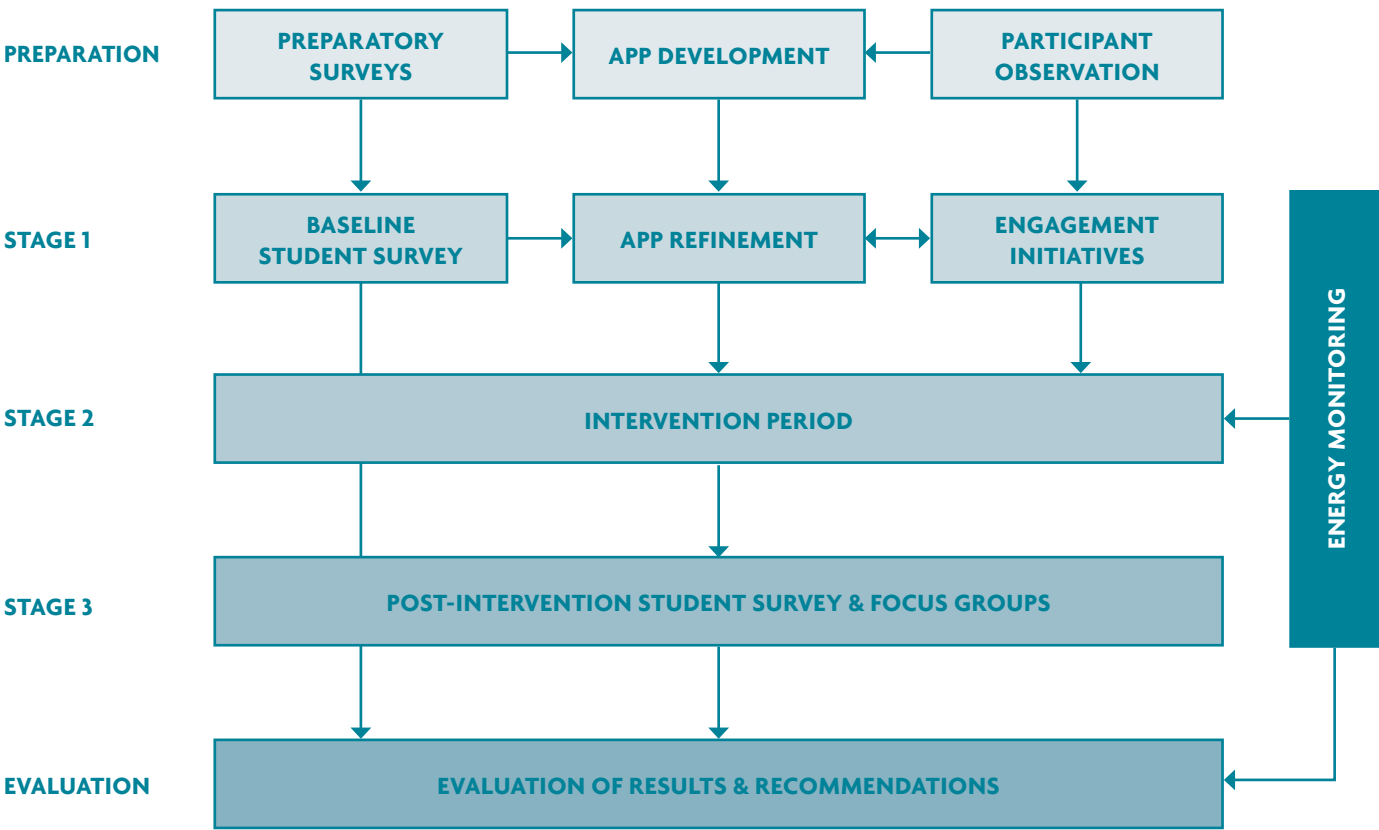 PREPARATION
PREPARATORY
SURVEYS
APP DEVELOPMENT
PARTICIPANT
OBSERVATION
STAGE 1
BASELINE
STUDENT SURVEY
APP REFINEMENT
ENGAGEMENT
INITIATIVES
ENERGY MONITORING
STAGE 2
INTERVENTION PERIOD
STAGE 3
POST-INTERVENTION STUDENT SURVEY & FOCUS GROUPS
EVALUATION
EVALUATION OF RESULTS & RECOMMENDATIONS